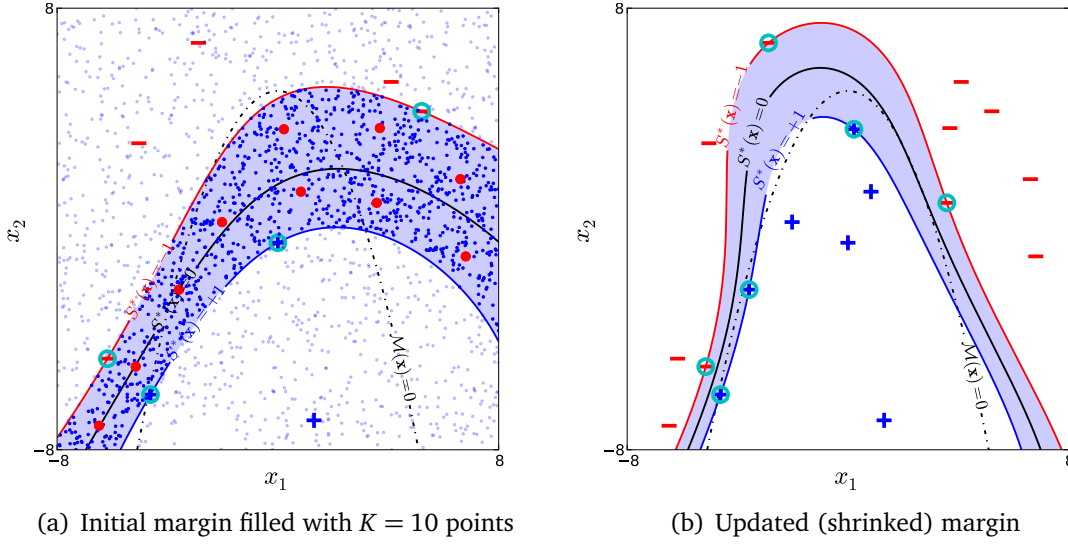 8
x₂
S*(x)=−1
S*(x)=0
S*(x)=+1
M(x)=0
−8
−8
8
x₁
(a) Initial margin filled with K = 10 points
8
x₂
S*(x)=−1
S*(x)=0
S*(x)=+1
M(x)=0
−8
−8
8
x₁
(b) Updated (shrinked) margin